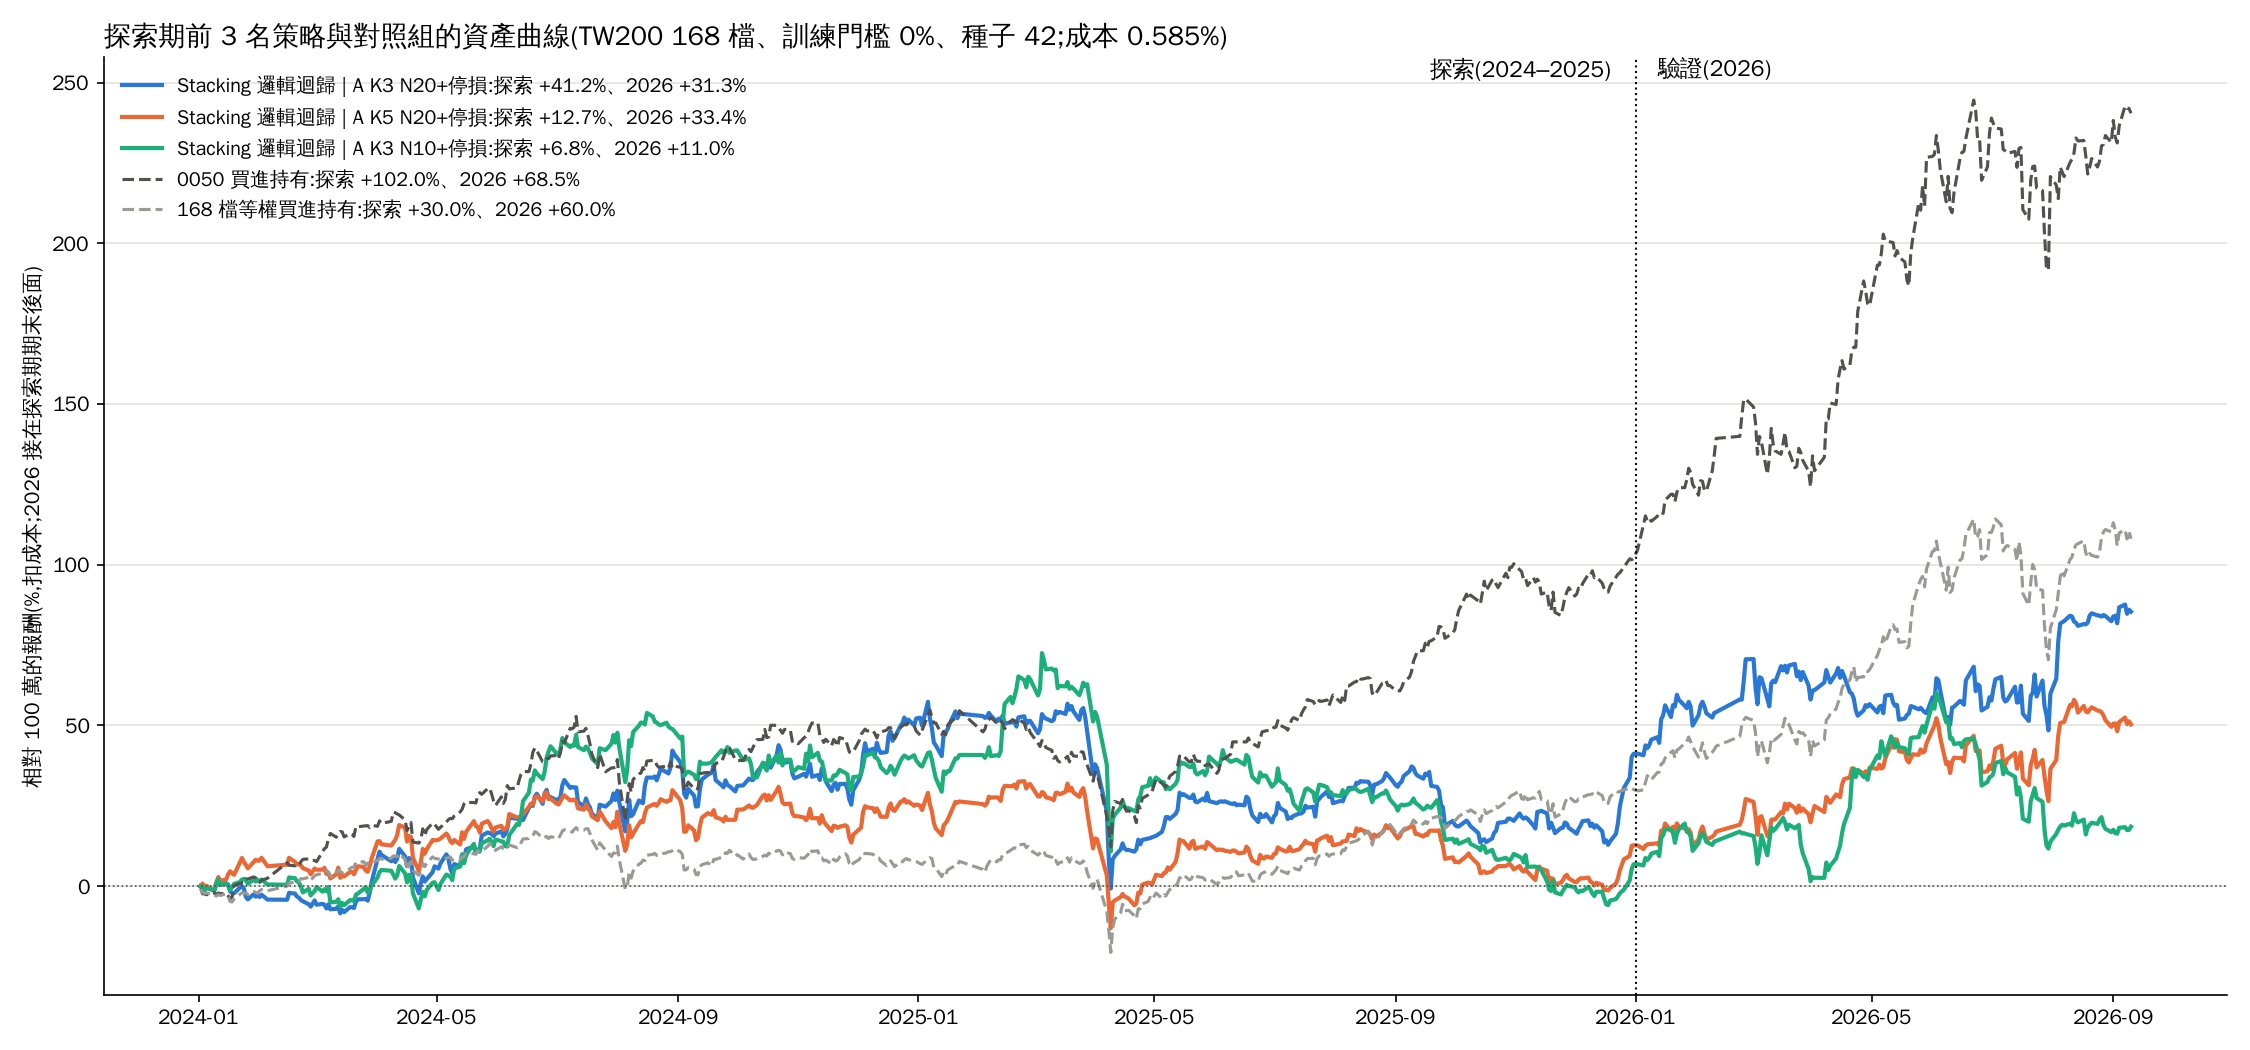 探索期前 3 名策略與對照組的資產曲線(TW200 168 檔、訓練門檻 0%、種子 42;成本 0.585%)
探索(2024–2025)
驗證(2026)
Stacking 邏輯迴歸 | A K3 N20+停損:探索 +41.2%、2026 +31.3%
Stacking 邏輯迴歸 | A K5 N20+停損:探索 +12.7%、2026 +33.4%
Stacking 邏輯迴歸 | A K3 N10+停損:探索 +6.8%、2026 +11.0%
0050 買進持有:探索 +102.0%、2026 +68.5%
168 檔等權買進持有:探索 +30.0%、2026 +60.0%
相對 100 萬的報酬(%,扣成本;2026 接在探索期期末後面)
250
200
150
100
50
0
2024-01
2024-05
2024-09
2025-01
2025-05
2025-09
2026-01
2026-05
2026-09